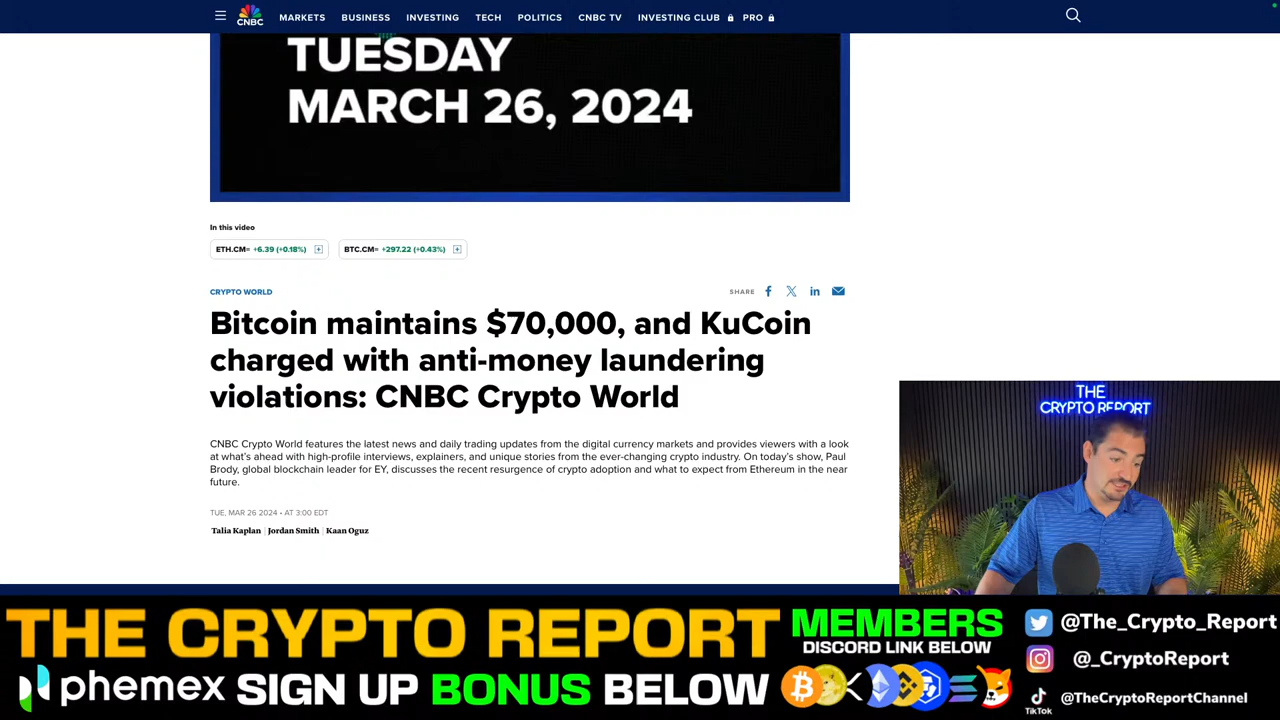 CNBC
MARKETS
BUSINESS
INVESTING
TECH
POLITICS
CNBC TV
INVESTING CLUB
PRO
TUESDAY
MARCH 26, 2024
In this video
ETH.CM= +6.39 (+0.18%)
BTC.CM= +297.22 (+0.43%)
CRYPTO WORLD
SHARE
Bitcoin maintains $70,000, and KuCoin
charged with anti-money laundering
violations: CNBC Crypto World
CNBC Crypto World features the latest news and daily trading updates from the digital currency markets and provides viewers with a look
at what's ahead with high-profile interviews, explainers, and unique stories from the ever-changing crypto industry. On today's show, Paul
Brody, global blockchain leader for EY, discusses the recent resurgence of crypto adoption and what to expect from Ethereum in the near
future.
TUE, MAR 26 2024 • AT 3:00 EDT
Talia Kaplan | Jordan Smith | Kaan Oguz
THE
CRYPTO REPORT
THE CRYPTO REPORT
phemex SIGN UP BONUS BELOW
MEMBERS
DISCORD LINK BELOW
@The_Crypto_Report
@_CryptoReport
TikTok
@TheCryptoReportChannel